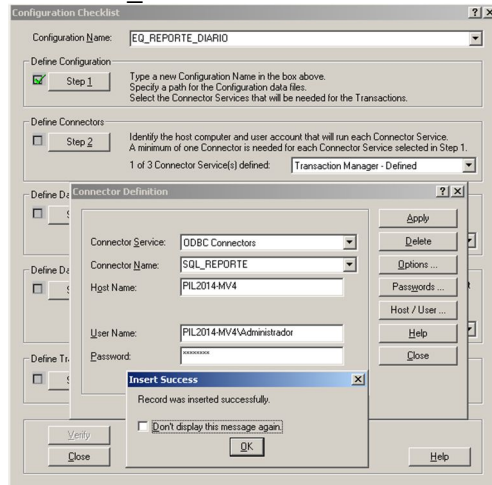 Configuration Checklist
Configuration Name:
EQ_REPORTE_DIARIO
Define Configuration
Step 1
Type a new Configuration Name in the box above.
Specify a path for the Configuration data files.
Select the Connector Services that will be needed for the Transactions.
Define Connectors
Step 2
Identify the host computer and user account that will run each Connector Service.
A minimum of one Connector is needed for each Connector Service selected in Step 1.
1 of 3 Connector Service(s) defined:
Transaction Manager - Defined
Define Da
Connector Definition
Connector Service:
ODBC Connectors
Connector Name:
SQL_REPORTE
Host Name:
PIL2014-MV4
User Name:
PIL2014-MV4\Administrador
Password:
××××××××
Apply
Delete
Options ...
Passwords ...
Host / User ...
Help
Close
Define Da
Define Tr
Insert Success
Record was inserted successfully.
Don't display this message again.
OK
Verify
Close
Help